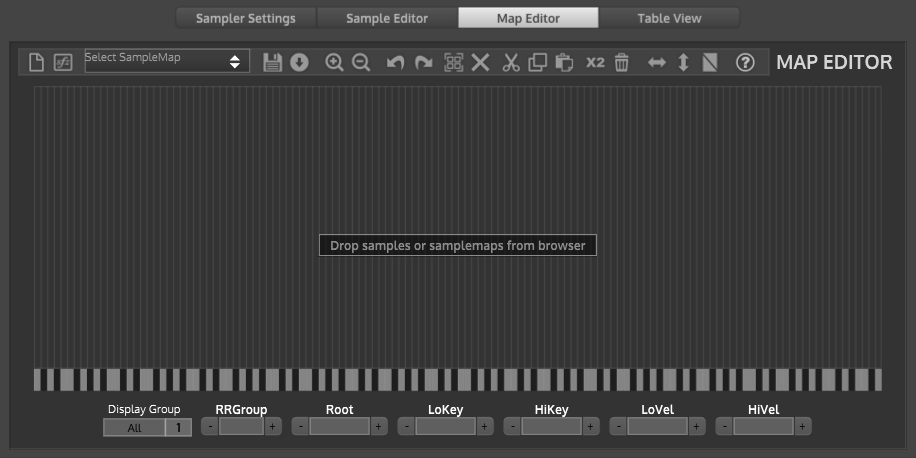 Sampler Settings Sample Editor Map Editor Table View
sfz Select SampleMap X2 ? MAP EDITOR
Drop samples or samplemaps from browser
Display Group RRGroup Root LoKey HiKey LoVel HiVel
All 1 - + - + - + - + - + - +